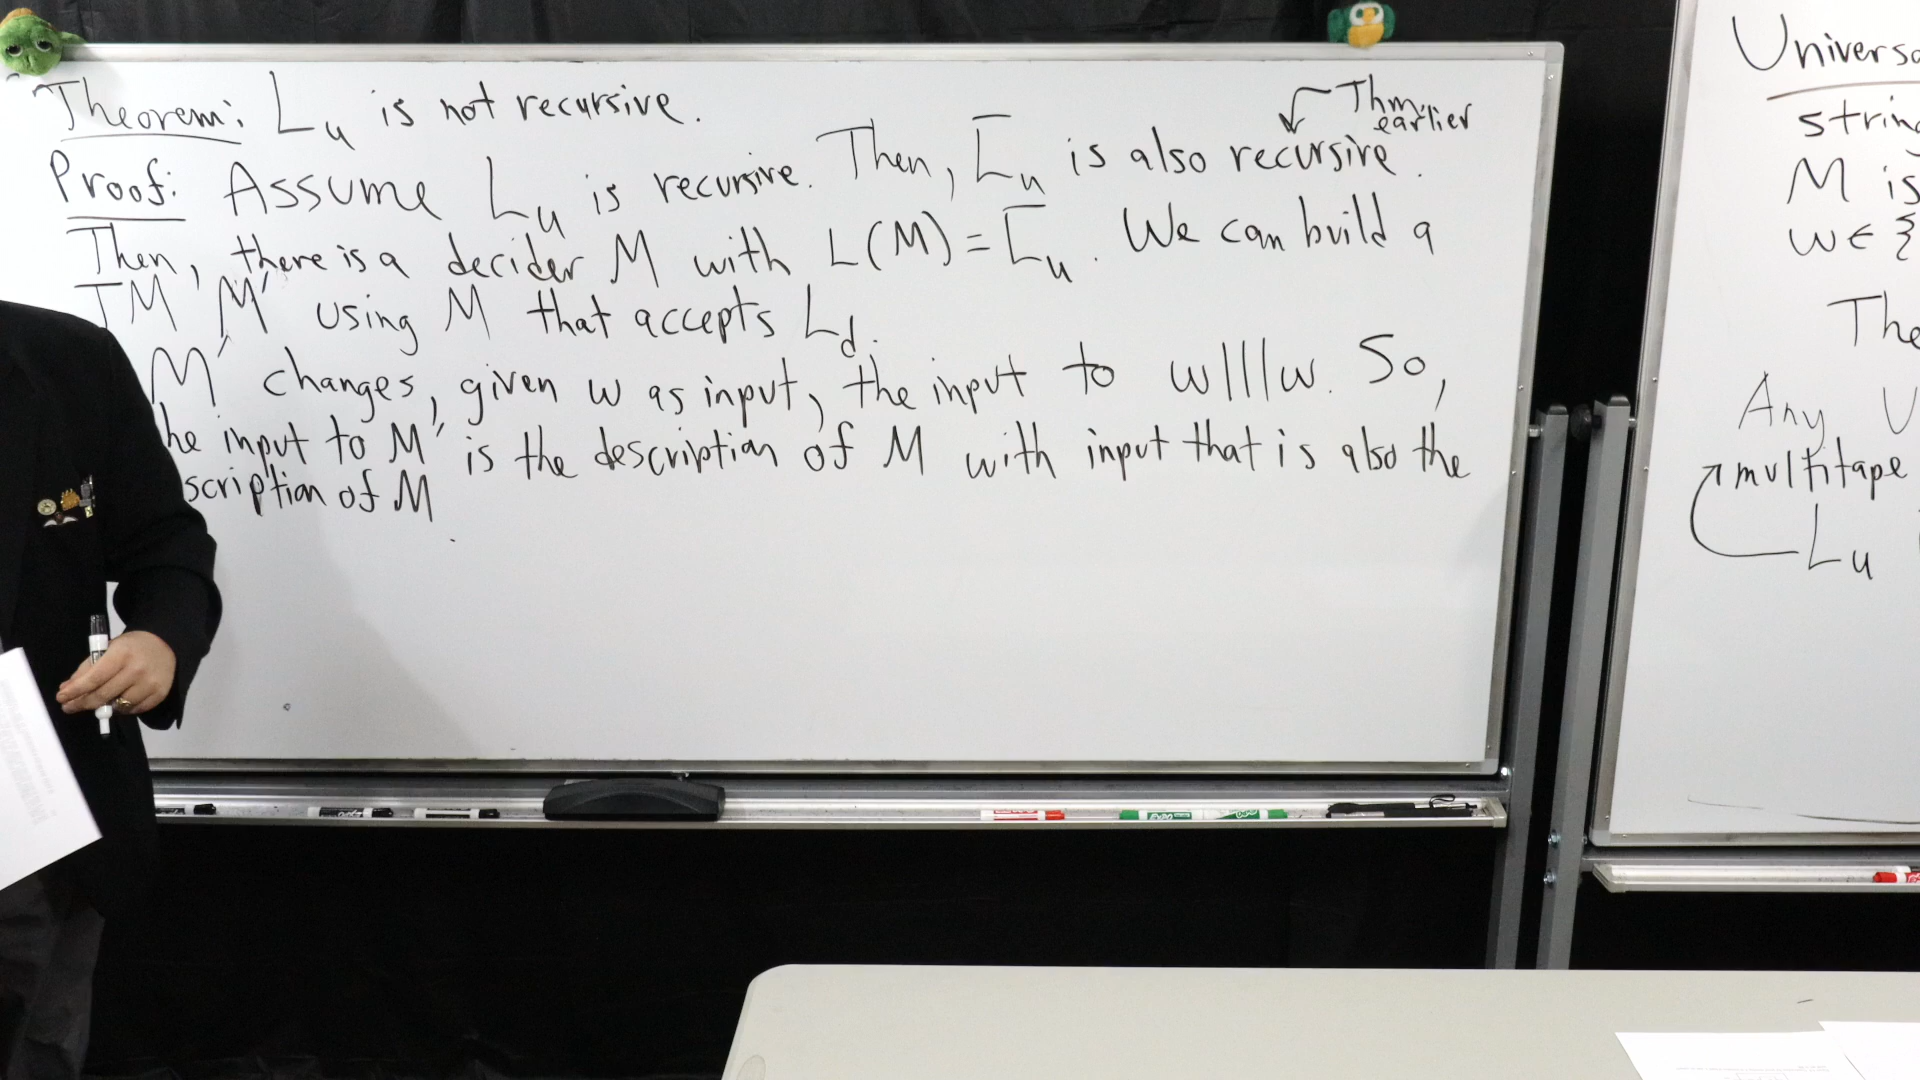 Theorem: Lu is not recursive.
Thm. earlier
Proof: Assume Lu is recursive. Then, L̅u is also recursive.
Then, there is a decider M with L(M) = L̅u. We can build a
TM M' using M that accepts Ld.
M' changes, given w as input, the input to w111w. So,
he input to M' is the description of M with input that is also the
scription of M
Universa
string
M is
w ∈ {
The
Any U
multitape
Lu